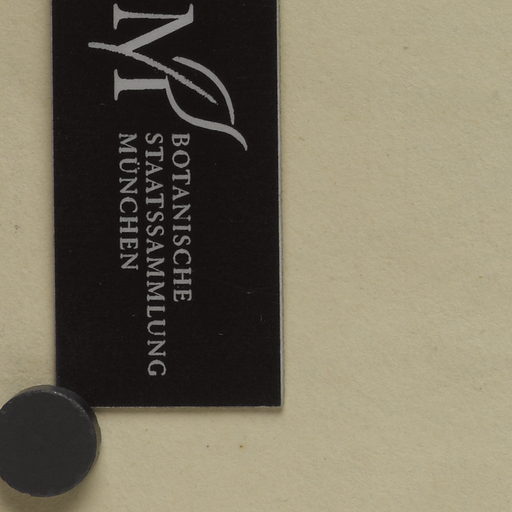 M
BOTANISCHE
STAATSSAMMLUNG
MÜNCHEN